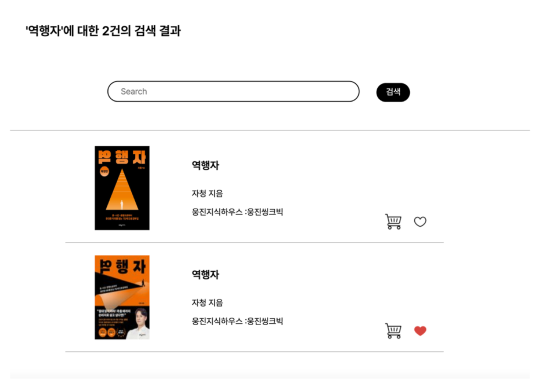 '역행자'에 대한 2건의 검색 결과
Search
검색
역행자
역행자
자청 지음
웅진지식하우스 :웅진씽크빅
역행자
역행자
자청 지음
웅진지식하우스 :웅진씽크빅